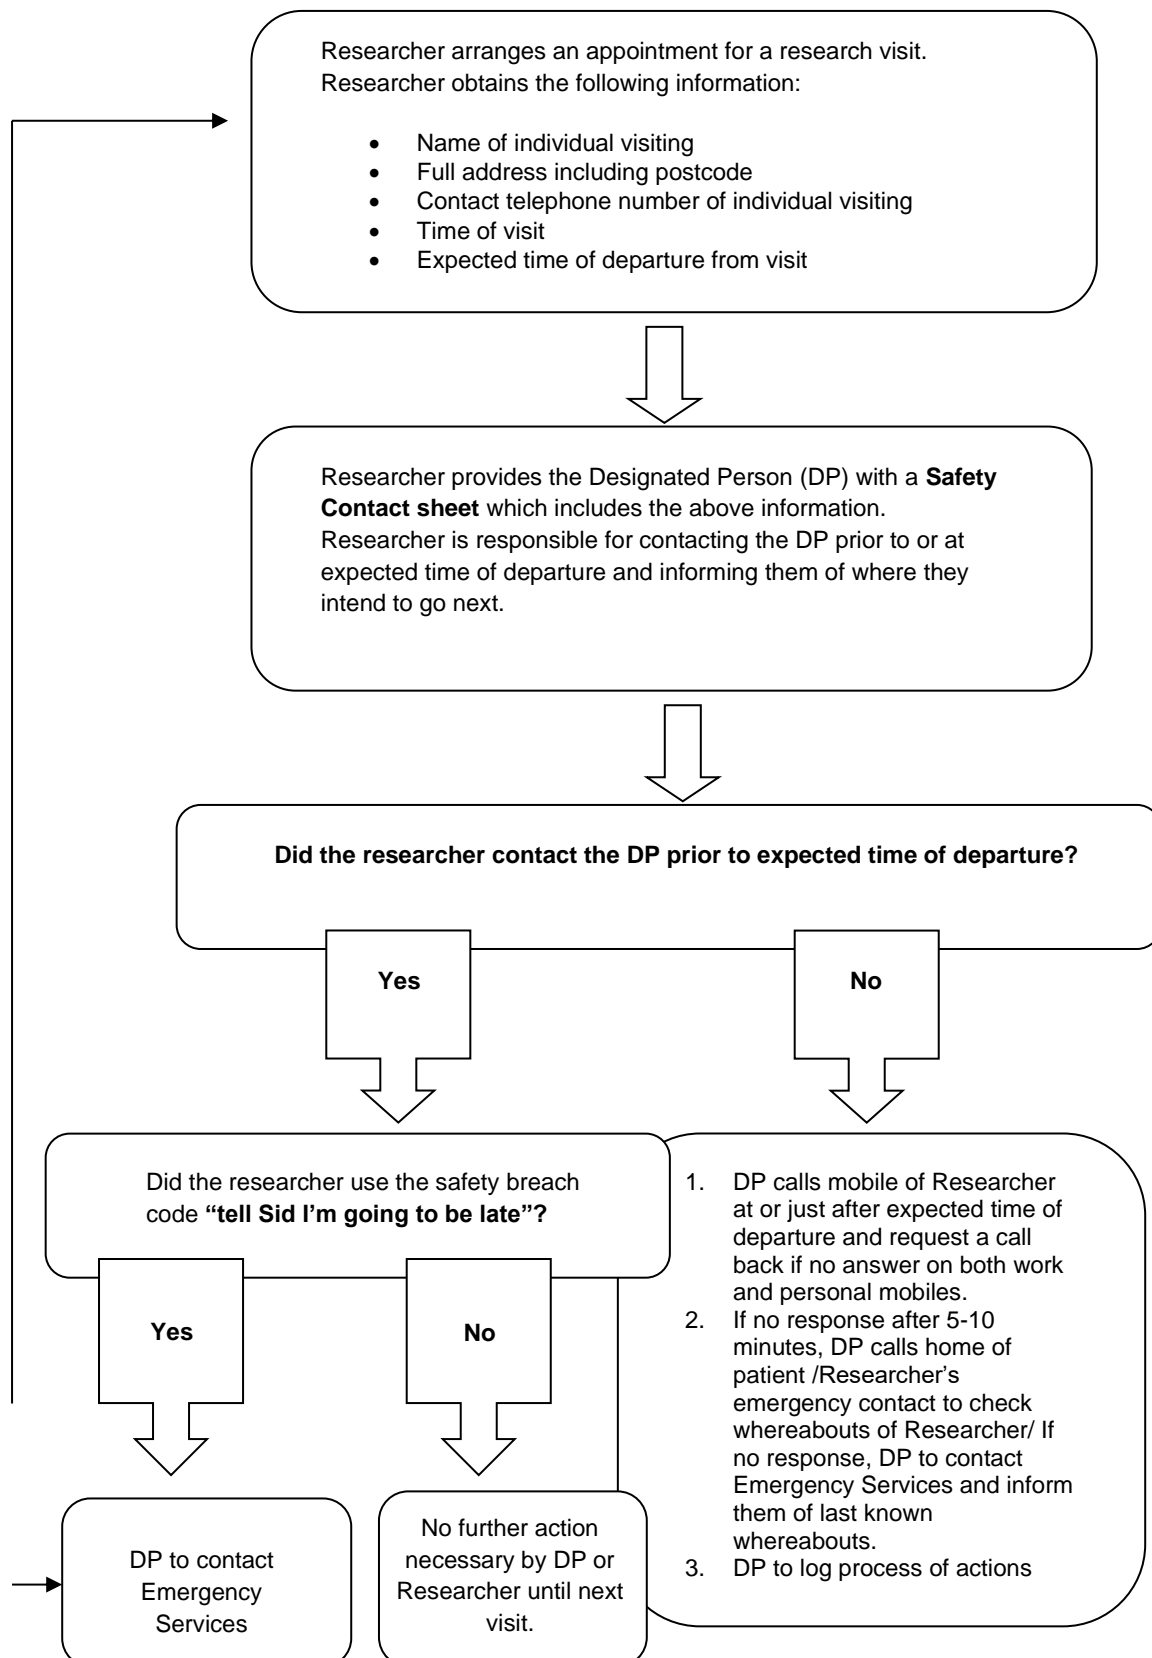 Researcher arranges an appointment for a research visit.
Researcher obtains the following information:
• Name of individual visiting
• Full address including postcode
• Contact telephone number of individual visiting
• Time of visit
• Expected time of departure from visit
Researcher provides the Designated Person (DP) with a Safety
Contact sheet which includes the above information.
Researcher is responsible for contacting the DP prior to or at
expected time of departure and informing them of where they
intend to go next.
Did the researcher contact the DP prior to expected time of departure?
Yes
No
Did the researcher use the safety breach
code “tell Sid I’m going to be late”?
Yes
No
DP to contact
Emergency
Services
No further action
necessary by DP or
Researcher until next
visit.
1. DP calls mobile of Researcher
at or just after expected time of
departure and request a call
back if no answer on both work
and personal mobiles.
2. If no response after 5-10
minutes, DP calls home of
patient /Researcher’s
emergency contact to check
whereabouts of Researcher/ If
no response, DP to contact
Emergency Services and inform
them of last known
whereabouts.
3. DP to log process of actions